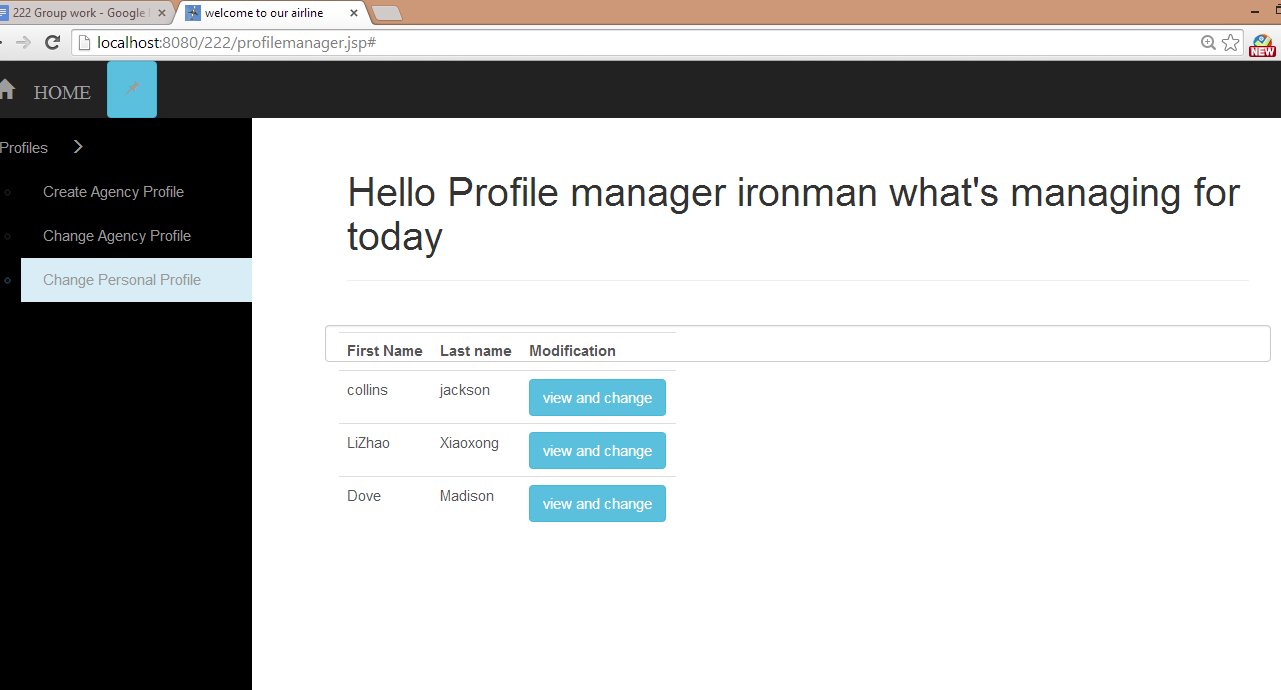 222 Group work - Google
welcome to our airline
localhost:8080/222/profilemanager.jsp#
NEW
HOME
Profiles
Create Agency Profile
Change Agency Profile
Change Personal Profile
Hello Profile manager ironman what's managing for
today
First Name Last name Modification
collins jackson view and change
LiZhao Xiaoxong view and change
Dove Madison view and change